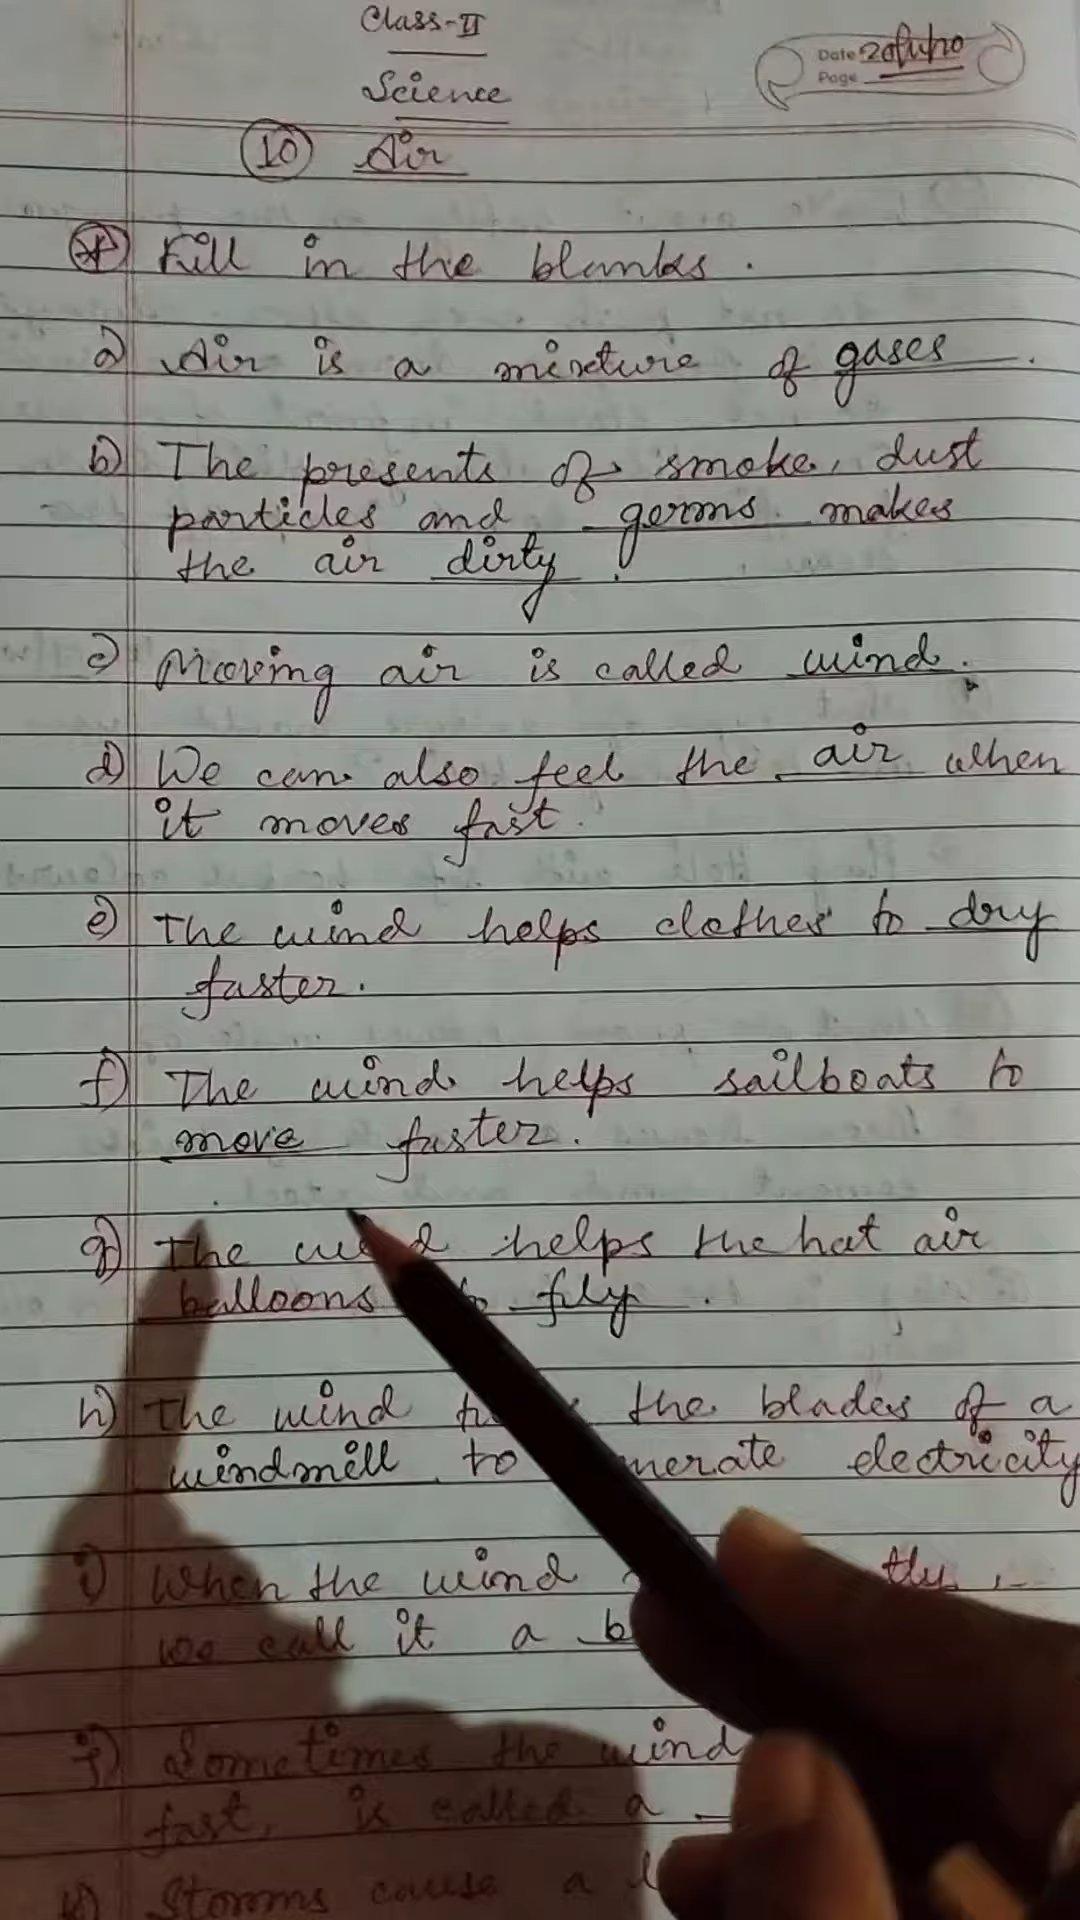 Class-II
Science
Date
Page
10 Air
Fill in the blanks.
a) Air is a mixture of gases.
b) The presents of smoke, dust
particles and germs makes
the air dirty.
c) Moving air is called wind.
d) We can also feel the air when
it moves fast.
e) The wind helps clothes to dry
faster.
f) The wind helps sailboats to
move faster.
g) The helps the hot air
balloons fily.
h) The wind the blades of a
windmill to electricity
i) When the wind
we call it a
j) Sometimes the wind
fast, is called a
k) Storms cause a